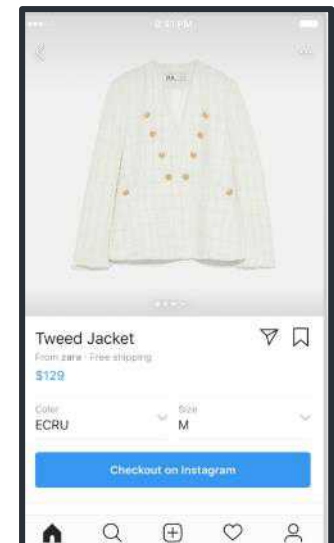 Tweed Jacket
From zara · Free shipping
$129
Color
Size
ECRU
M
Checkout on Instagram